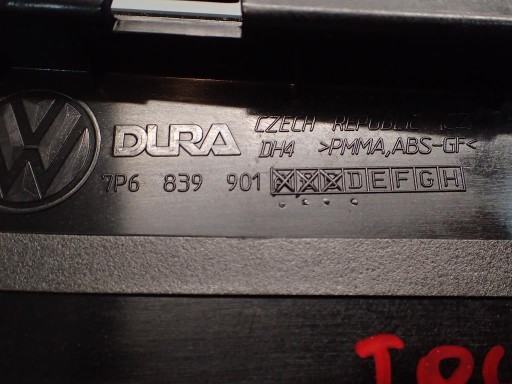 DURA
CZECH REPUBLIC
DH4 >PMMA,ABS-GF<
7P6 839 901 DEFGH